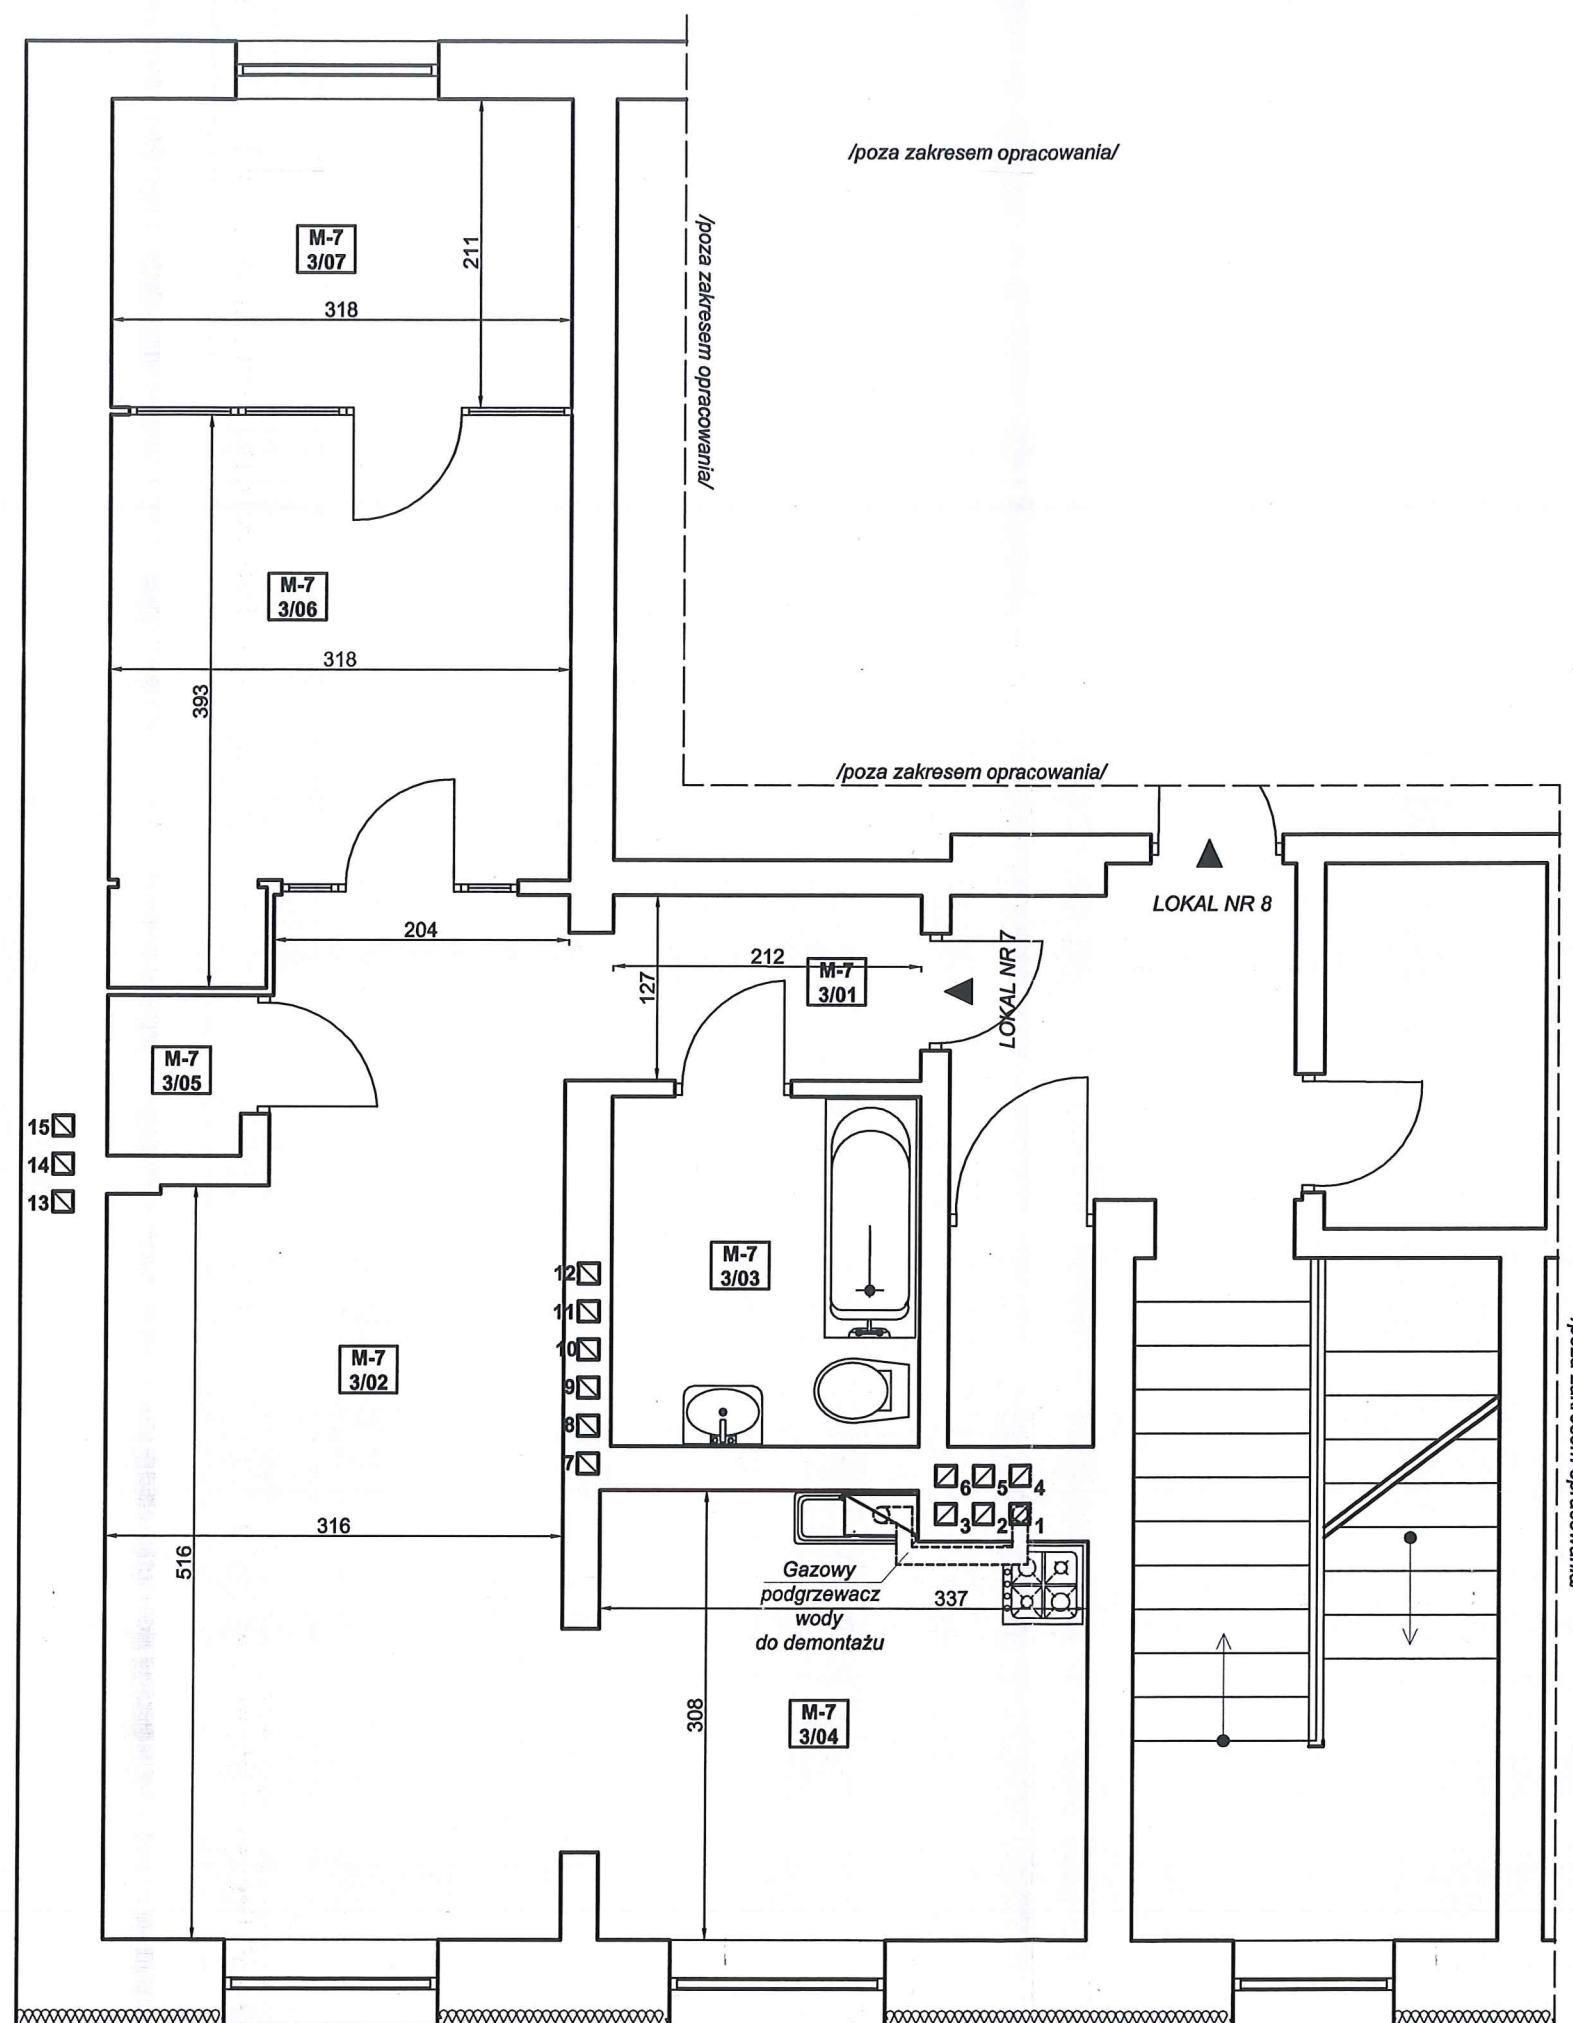 /poza zakresem opracowania/
/poza zakresem opracowania/
M-7
3/07
211
318
M-7
3/06
318
393
/poza zakresem opracowania/
LOKAL NR 8
204
212
M-7
3/01
127
LOKAL NR 7
M-7
3/05
15
14
13
M-7
3/03
12
11
10
9
8
7
M-7
3/02
6
5
4
3
2
1
316
516
Gazowy
podgrzewacz
wody
do demontażu
337
308
M-7
3/04